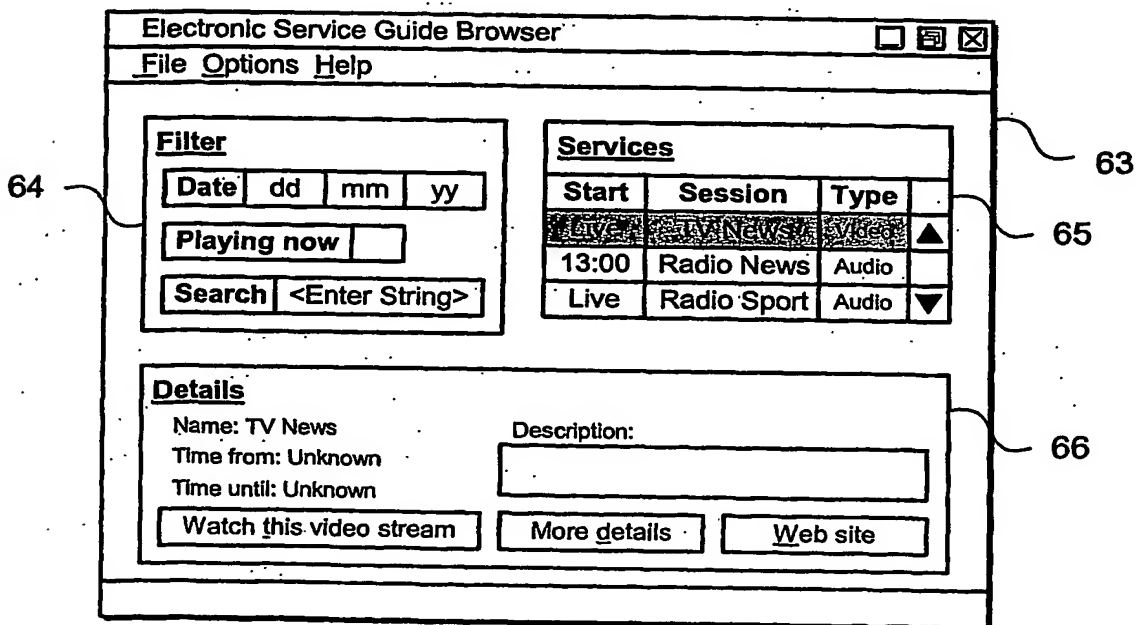 Electronic Service Guide Browser
File Options Help
63
64
Filter
Date dd mm yy
Playing now
Search <Enter String>
Services
Start Session Type
Live TV News Video
13:00 Radio News Audio
Live Radio Sport Audio
65
Details
Name: TV News
Time from: Unknown
Time until: Unknown
Description:
Watch this video stream
More details
Web site
66